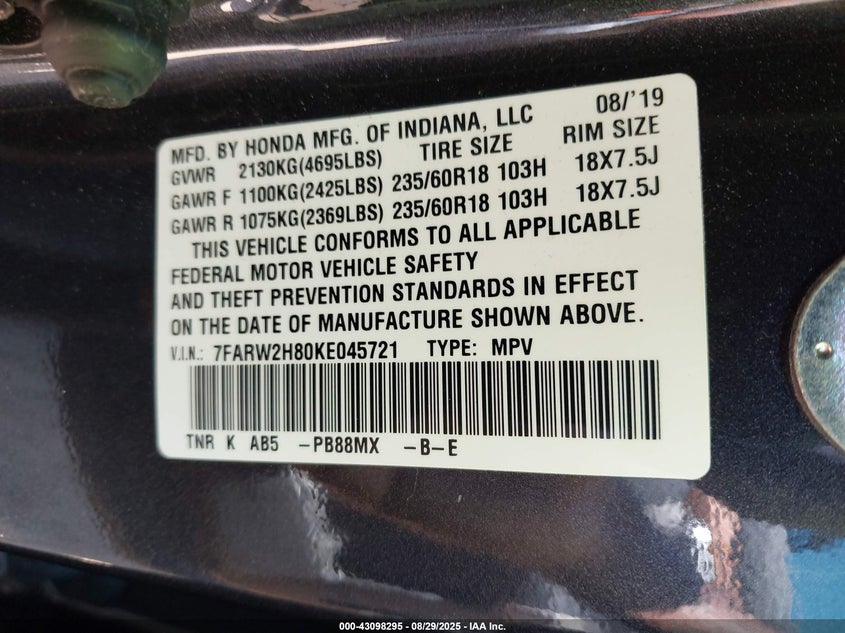 MFD. BY HONDA MFG. OF INDIANA, LLC 08/'19
GVWR 2130KG(4695LBS) TIRE SIZE RIM SIZE
GAWR F 1100KG(2425LBS) 235/60R18 103H 18X7.5J
GAWR R 1075KG(2369LBS) 235/60R18 103H 18X7.5J
THIS VEHICLE CONFORMS TO ALL APPLICABLE
FEDERAL MOTOR VEHICLE SAFETY
AND THEFT PREVENTION STANDARDS IN EFFECT
ON THE DATE OF MANUFACTURE SHOWN ABOVE.
V.I.N.: 7FARW2H80KE045721 TYPE: MPV
TNR K AB5 -PB88MX -B-E
000-43098295 - 08/29/2025 - IAA Inc.